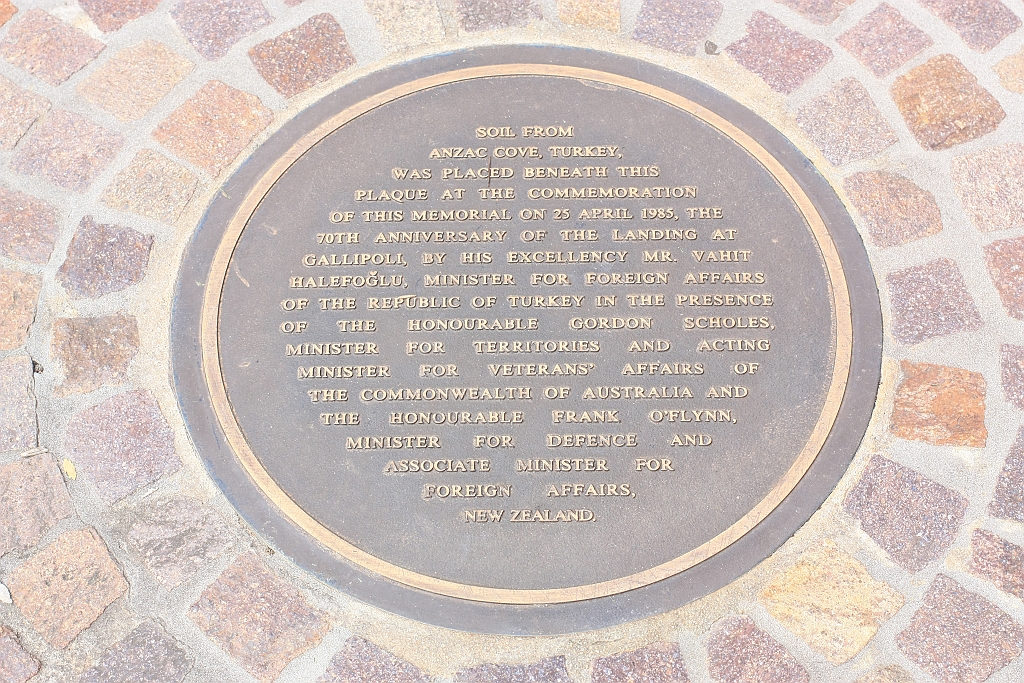 SOIL FROM
ANZAC COVE, TURKEY,
WAS PLACED BENEATH THIS
PLAQUE AT THE COMMEMORATION
OF THIS MEMORIAL ON 25 APRIL 1985, THE
70TH ANNIVERSARY OF THE LANDING AT
GALLIPOLI, BY HIS EXCELLENCY MR. VAHIT
HALEFOĞLU, MINISTER FOR FOREIGN AFFAIRS
OF THE REPUBLIC OF TURKEY IN THE PRESENCE
OF THE HONOURABLE GORDON SCHOLES,
MINISTER FOR TERRITORIES AND ACTING
MINISTER FOR VETERANS' AFFAIRS OF
THE COMMONWEALTH OF AUSTRALIA AND
THE HONOURABLE FRANK O'FLYNN,
MINISTER FOR DEFENCE AND
ASSOCIATE MINISTER FOR
FOREIGN AFFAIRS,
NEW ZEALAND.